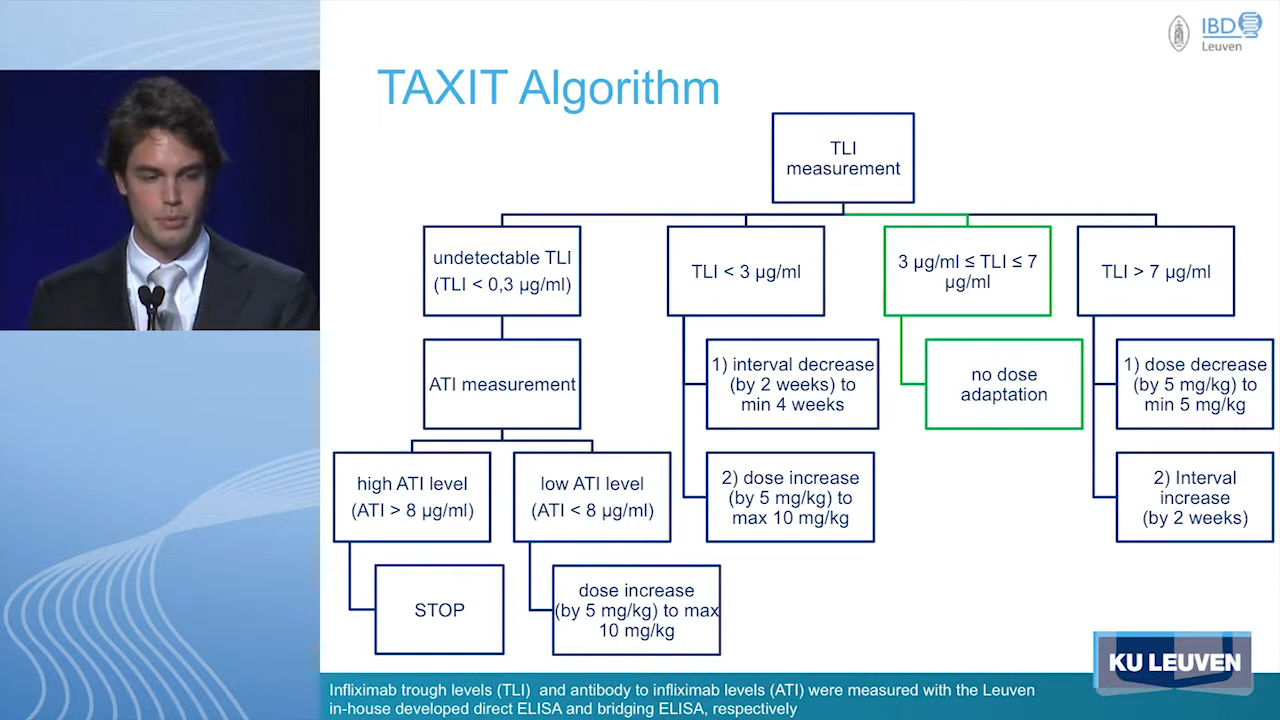 IBD
Leuven
TAXIT Algorithm
TLI
measurement
undetectable TLI
(TLI < 0,3 µg/ml)
TLI < 3 µg/ml
3 µg/ml ≤ TLI ≤ 7
µg/ml
TLI > 7 µg/ml
ATI measurement
1) interval decrease
(by 2 weeks) to
min 4 weeks
no dose
adaptation
1) dose decrease
(by 5 mg/kg) to
min 5 mg/kg
high ATI level
(ATI > 8 µg/ml)
low ATI level
(ATI < 8 µg/ml)
2) dose increase
(by 5 mg/kg) to
max 10 mg/kg
2) Interval
increase
(by 2 weeks)
STOP
dose increase
(by 5 mg/kg) to max
10 mg/kg
KU LEUVEN
Infliximab trough levels (TLI) and antibody to infliximab levels (ATI) were measured with the Leuven
in-house developed direct ELISA and bridging ELISA, respectively